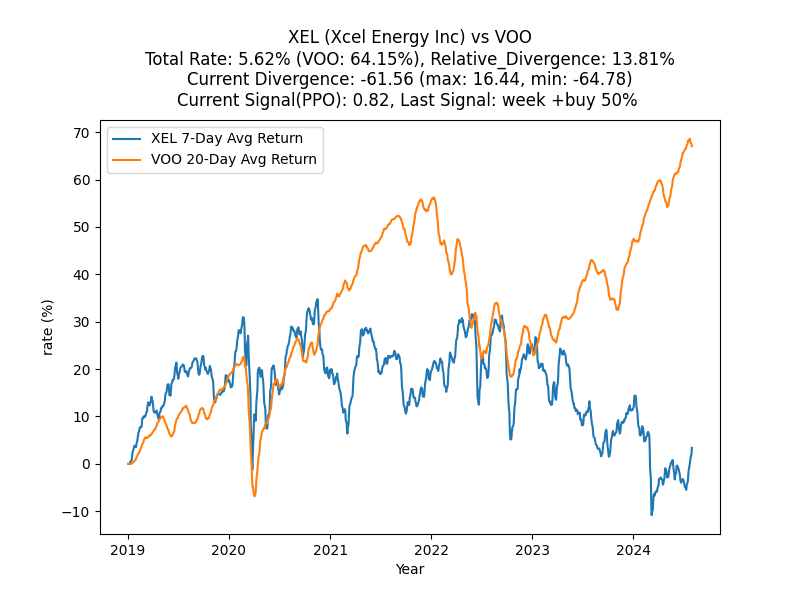 XEL (Xcel Energy Inc) vs VOO
Total Rate: 5.62% (VOO: 64.15%), Relative_Divergence: 13.81%
Current Divergence: -61.56 (max: 16.44, min: -64.78)
Current Signal(PPO): 0.82, Last Signal: week +buy 50%
XEL 7-Day Avg Return
VOO 20-Day Avg Return
70
60
50
40
30
20
10
0
−10
rate (%)
2019 2020 2021 2022 2023 2024
Year